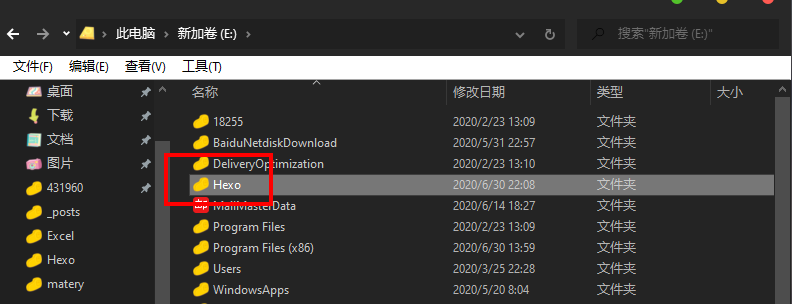 此电脑 新加卷 (E:) 搜索"新加卷 (E:)"
文件(F) 编辑(E) 查看(V) 工具(T)
桌面
下载
文档
图片
431960
_posts
Excel
Hexo
matery
名称 修改日期 类型 大小
18255 2020/2/23 13:09 文件夹
BaiduNetdiskDownload 2020/5/31 22:57 文件夹
DeliveryOptimization 2020/2/23 13:10 文件夹
Hexo 2020/6/30 22:08 文件夹
MailMasterData 2020/6/14 18:27 文件夹
Program Files 2020/2/23 13:09 文件夹
Program Files (x86) 2020/6/30 13:59 文件夹
Users 2020/3/25 22:28 文件夹
WindowsApps 2020/5/20 8:04 文件夹